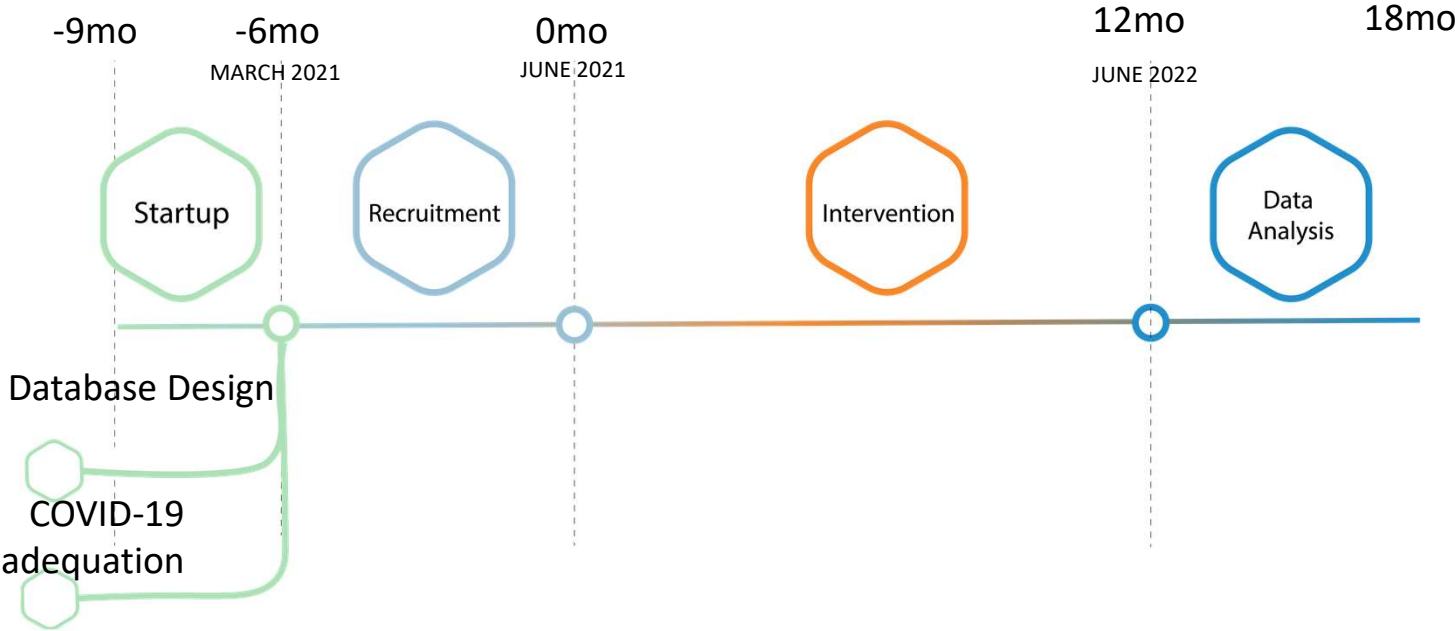 -9mo
-6mo
0mo
12mo
18mo
MARCH 2021
JUNE 2021
JUNE 2022
Startup
Recruitment
Intervention
Data
Analysis
Database Design
COVID-19
adequation